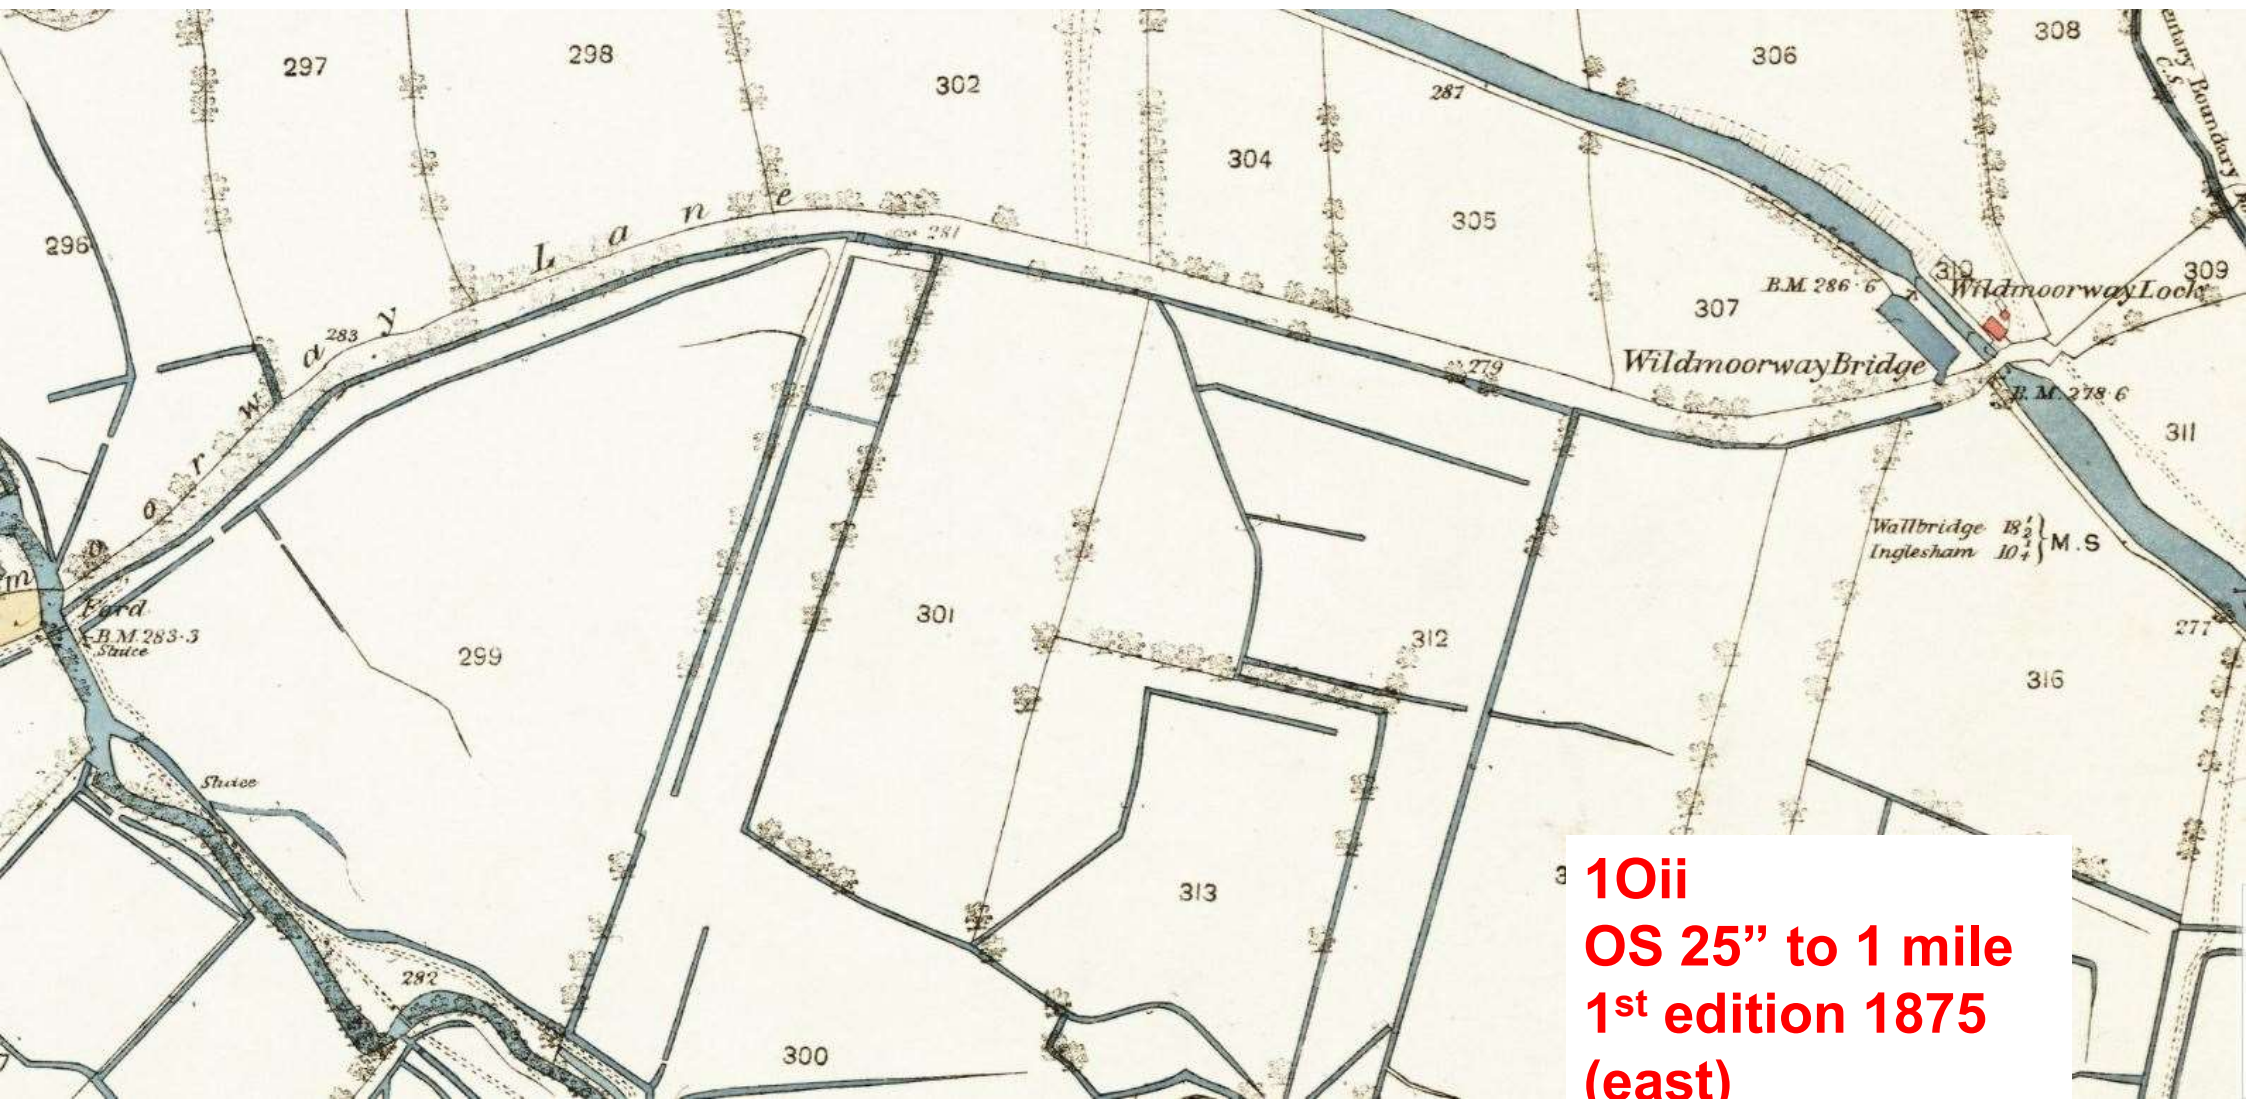 297
298
302
306
308
entary Boundary
C.S.
287
304
305
296
281
283
m o o r w a y L a n e
310
309
B.M. 286·6
Wildmoorway Lock
307
Wildmoorway Bridge
279
B.M. 278·6
311
Wallbridge 18½
Inglesham 10¼
M.S
Ford
B.M. 283·3
Sluice
299
301
312
277
316
Sluice
313
282
300
1Oii
OS 25” to 1 mile
1st edition 1875
(east)